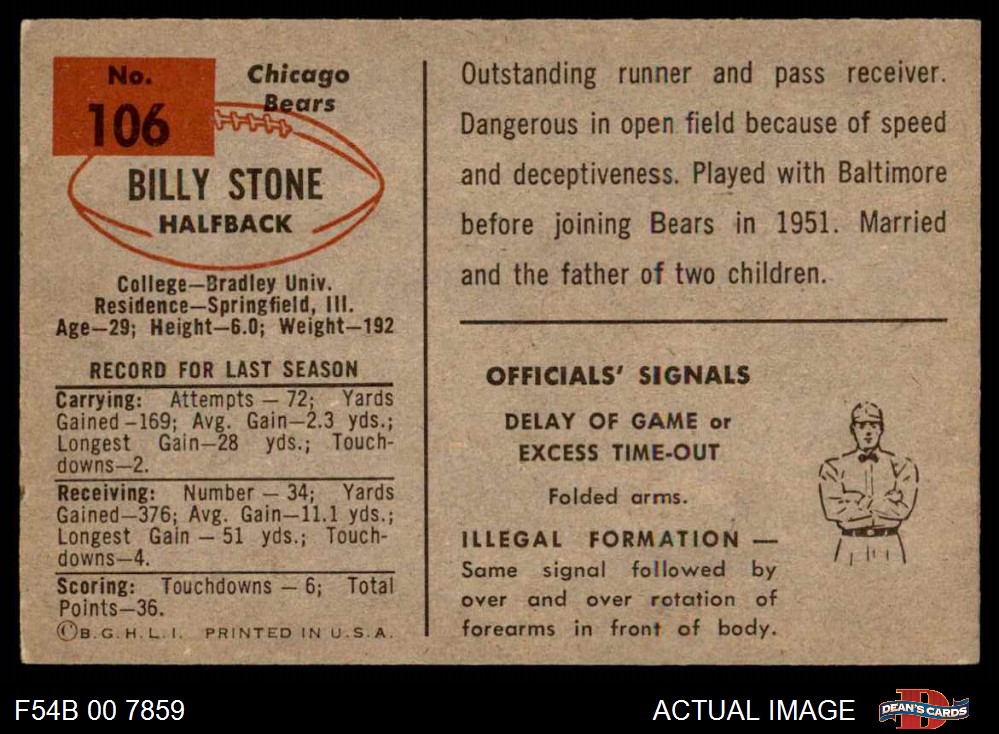 No.
106
Chicago
Bears
BILLY STONE
HALFBACK
College—Bradley Univ.
Residence—Springfield, Ill.
Age—29; Height—6.0; Weight—192
RECORD FOR LAST SEASON
Carrying: Attempts — 72; Yards
Gained -169; Avg. Gain—2.3 yds.;
Longest Gain—28 yds.; Touch-
downs—2.
Receiving: Number — 34; Yards
Gained—376; Avg. Gain—11.1 yds.;
Longest Gain — 51 yds.; Touch-
downs—4.
Scoring: Touchdowns — 6; Total
Points—36.
©B.G.H.L.I. PRINTED IN U.S.A.
Outstanding runner and pass receiver.
Dangerous in open field because of speed
and deceptiveness. Played with Baltimore
before joining Bears in 1951. Married
and the father of two children.
OFFICIALS' SIGNALS
DELAY OF GAME or
EXCESS TIME-OUT
Folded arms.
ILLEGAL FORMATION —
Same signal followed by
over and over rotation of
forearms in front of body.
F54B 00 7859
ACTUAL IMAGE
DEAN'S CARDS